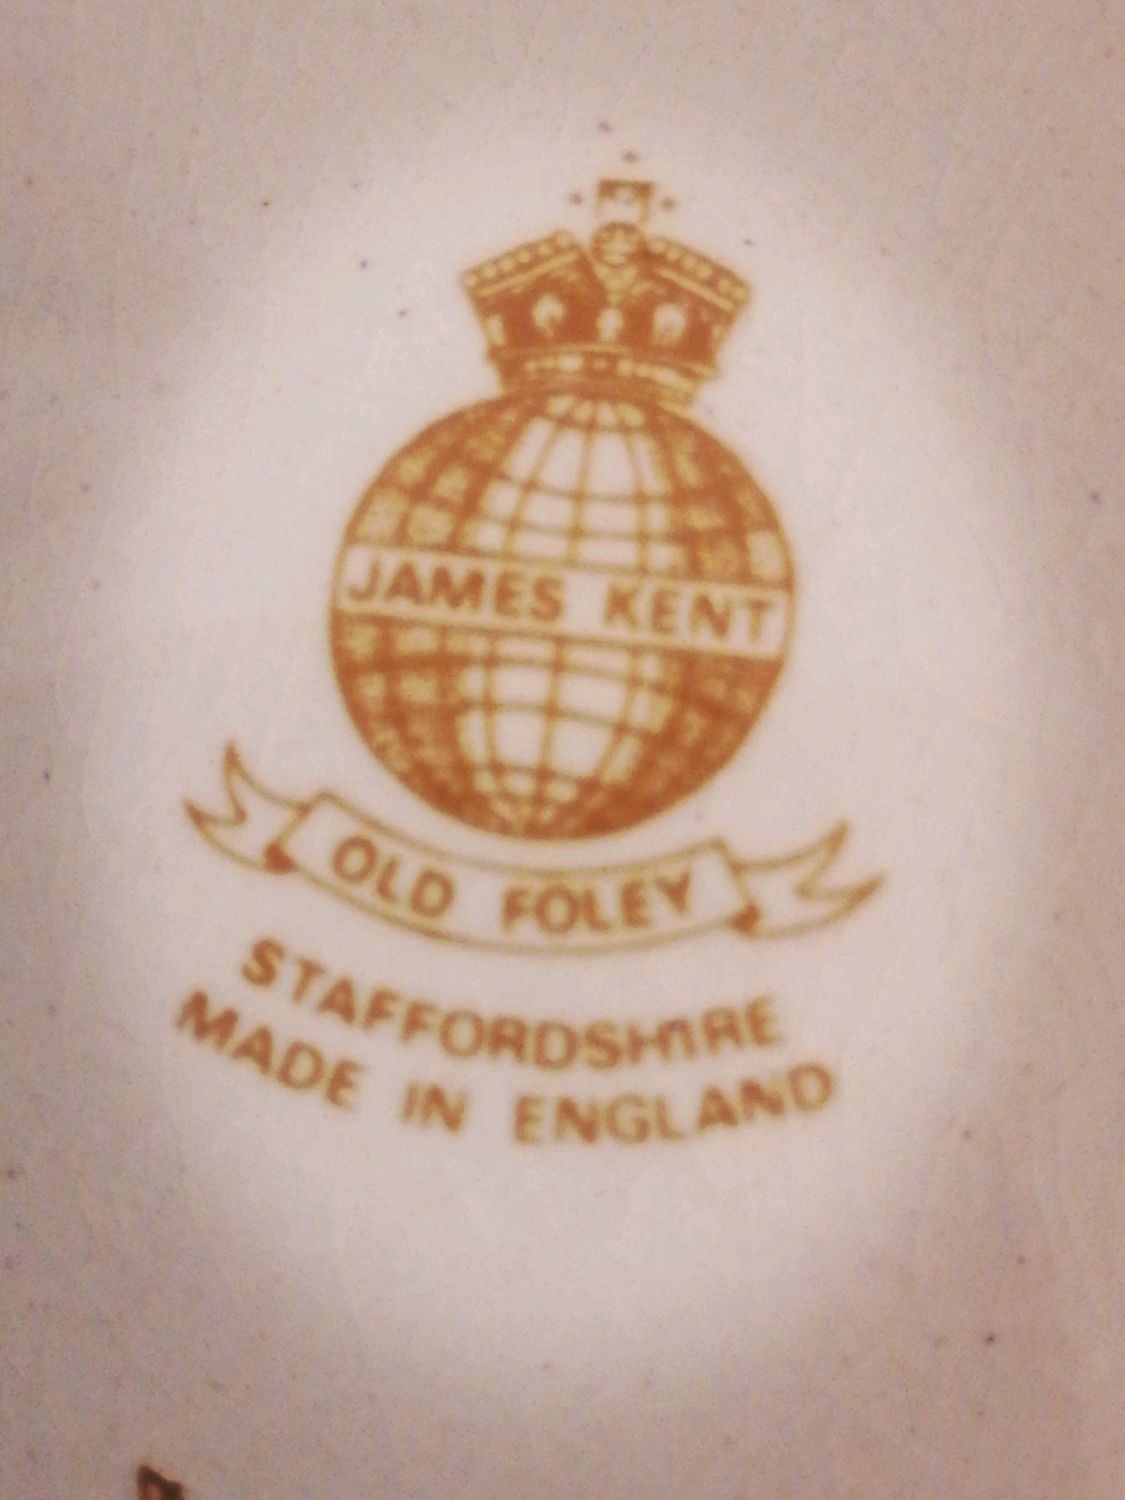 JAMES KENT
OLD FOLEY
STAFFORDSHIRE
MADE IN ENGLAND